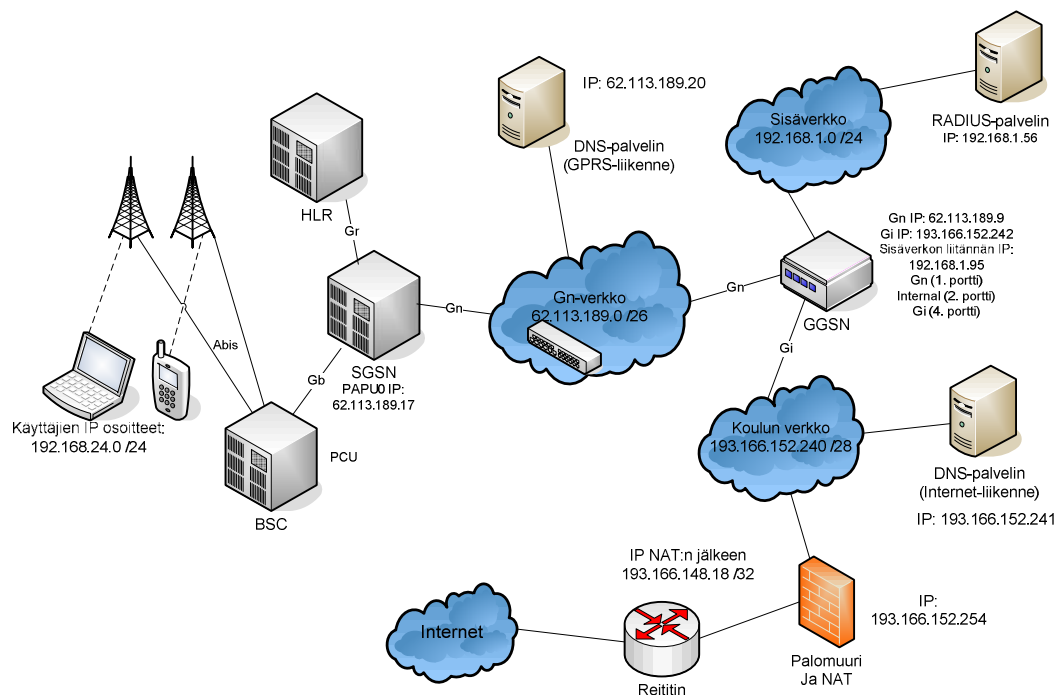 IP: 62.113.189.20
DNS-palvelin
(GPRS-liikenne)
Sisäverkko
192.168.1.0 /24
RADIUS-palvelin
IP: 192.168.1.56
HLR
Gr
Gn IP: 62.113.189.9
Gi IP: 193.166.152.242
Sisäverkon liitännän IP:
192.168.1.95
Gn (1. portti)
Internal (2. portti)
Gi (4. portti)
GGSN
Gn
Gn-verkko
62.113.189.0 /26
Gn
Gi
SGSN
PAPU0 IP:
62.113.189.17
Abis
Gb
Käyttäjien IP osoitteet:
192.168.24.0 /24
PCU
BSC
Koulun verkko
193.166.152.240 /28
DNS-palvelin
(Internet-liikenne)
IP: 193.166.152.241
IP NAT:n jälkeen
193.166.148.18 /32
Internet
Reititin
IP:
193.166.152.254
Palomuuri
Ja NAT